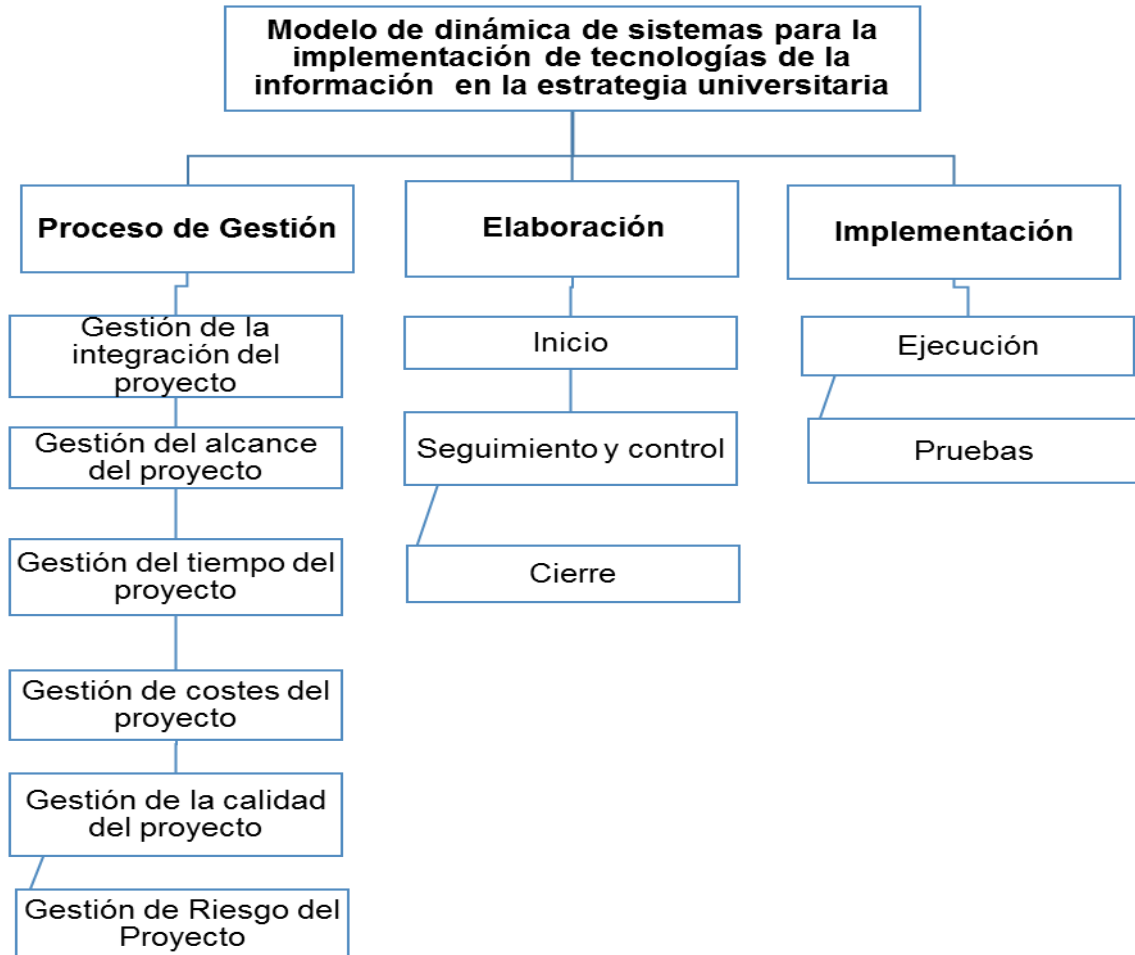 Modelo de dinámica de sistemas para la
implementación de tecnologías de la
información en la estrategia universitaria
Proceso de Gestión
Gestión de la
integración del
proyecto
Gestión del alcance
del proyecto
Gestión del tiempo del
proyecto
Gestión de costes del
proyecto
Gestión de la calidad
del proyecto
Gestión de Riesgo del
Proyecto
Elaboración
Inicio
Seguimiento y control
Cierre
Implementación
Ejecución
Pruebas